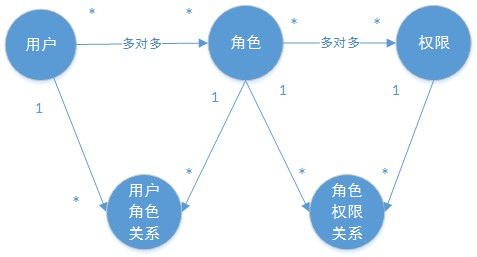 * * * *
用户 多对多 角色 多对多 权限
1 1 1 1
* * * *
用户
角色
关系
角色
权限
关系